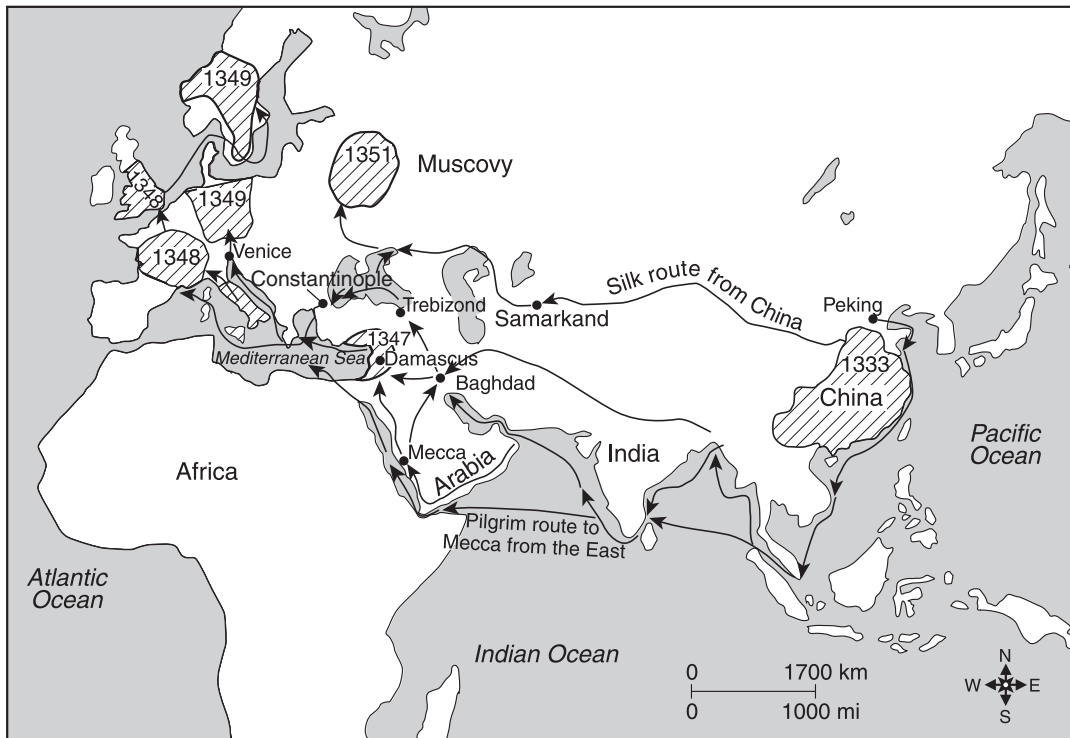 1349
1351
Muscovy
1348
1349
1348
Venice
Constantinople
Trebizond
Samarkand
Silk route from China
Peking
1347
Mediterranean Sea
Damascus
Baghdad
1333
China
Pacific
Ocean
Africa
Mecca
Arabia
India
Pilgrim route to
Mecca from the East
Atlantic
Ocean
Indian Ocean
0 1700 km
0 1000 mi
N
W E
S